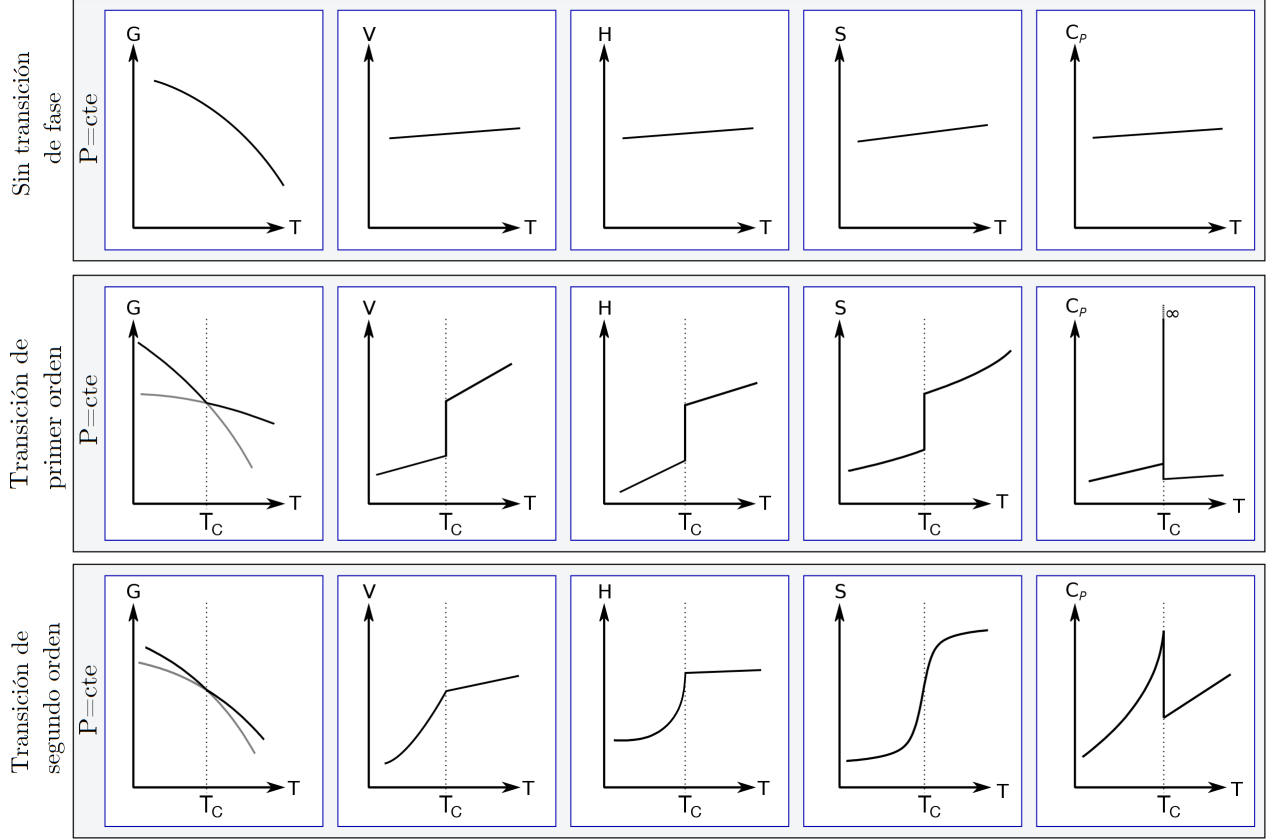 Sin transición
de fase
P=cte
G
T
V
T
H
T
S
T
C_P
T
Transición de
primer orden
P=cte
G
T
T_C
V
T
T_C
H
T
T_C
S
T
T_C
C_P
∞
T
T_C
Transición de
segundo orden
P=cte
G
T
T_C
V
T
T_C
H
T
T_C
S
T
T_C
C_P
T
T_C